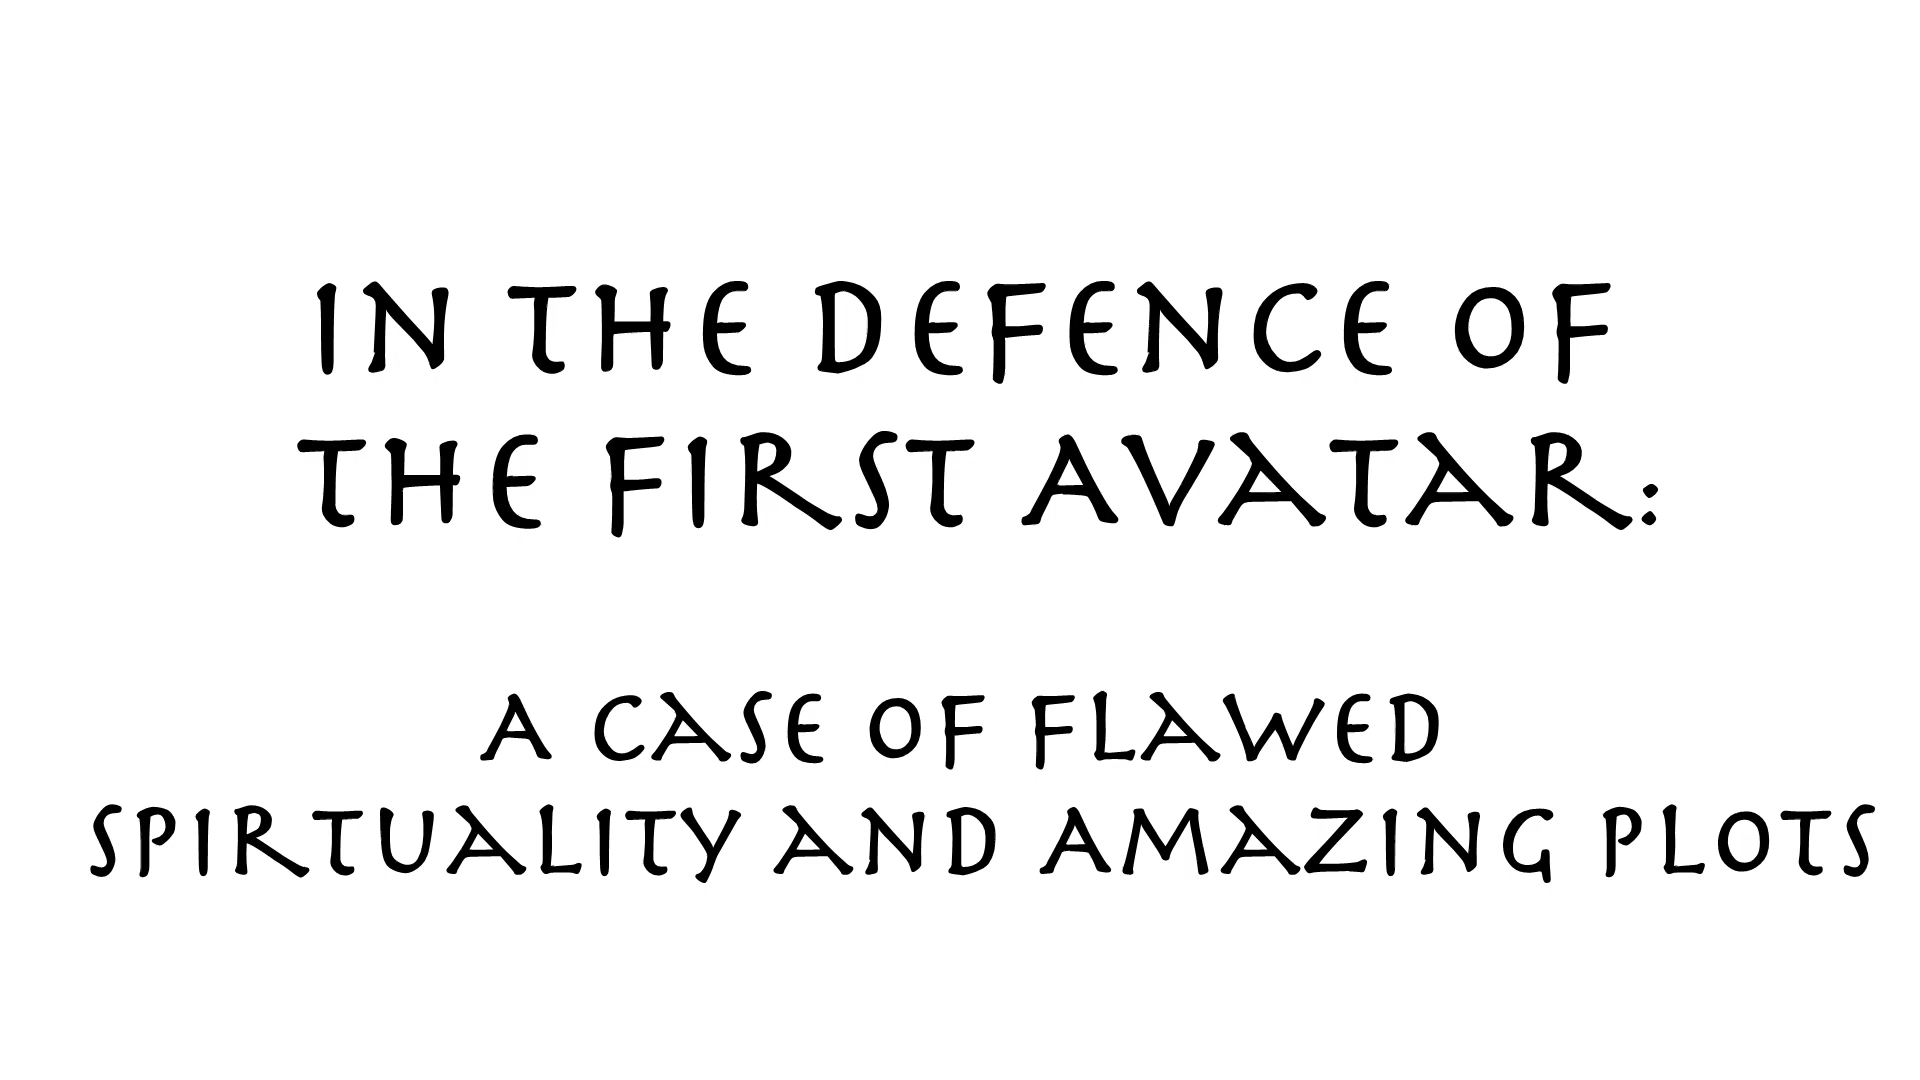 IN THE DEFENCE OF
THE FIRST AVATAR:
A CASE OF FLAWED
SPIRTUALITY AND AMAZING PLOTS